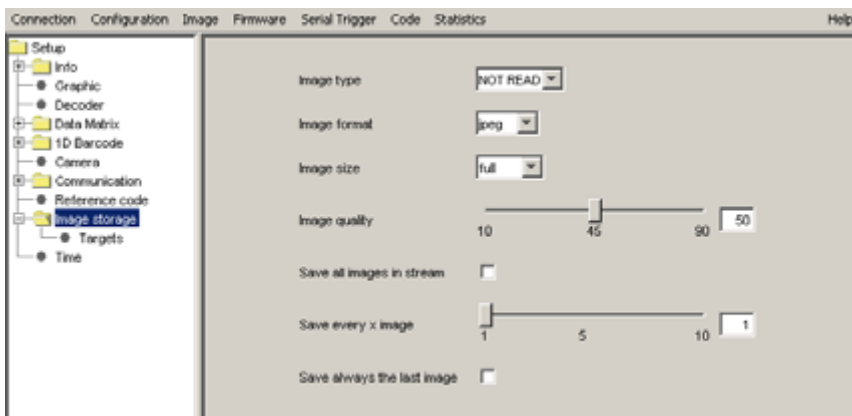 Connection Configuration Image Firmware Serial Trigger Code Statistics Help
Setup
Info
Graphic
Decoder
Data Matrix
1D Barcode
Camera
Communication
Reference code
Image storage
Targets
Time
Image type NOT READ
Image format jpeg
Image size full
Image quality 10 45 90 50
Save all images in stream
Save every x image 1 5 10 1
Save always the last image